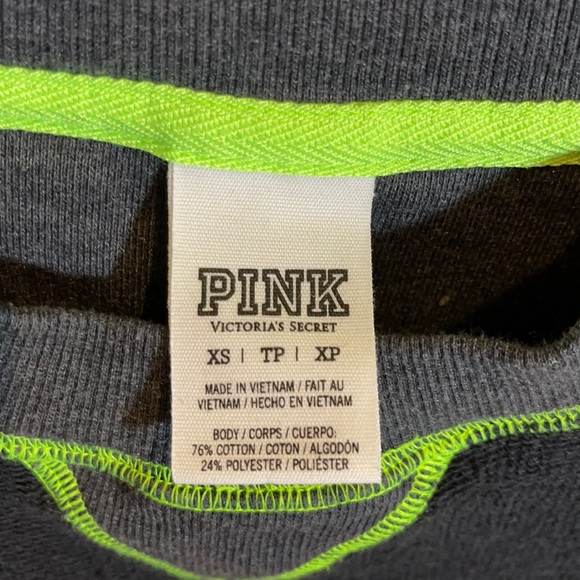 PINK
VICTORIA'S SECRET
XS | TP | XP
MADE IN VIETNAM / FAIT AU
VIETNAM / HECHO EN VIETNAM
BODY / CORPS / CUERPO:
76% COTTON / COTON / ALGODÓN
24% POLYESTER / POLIÉSTER